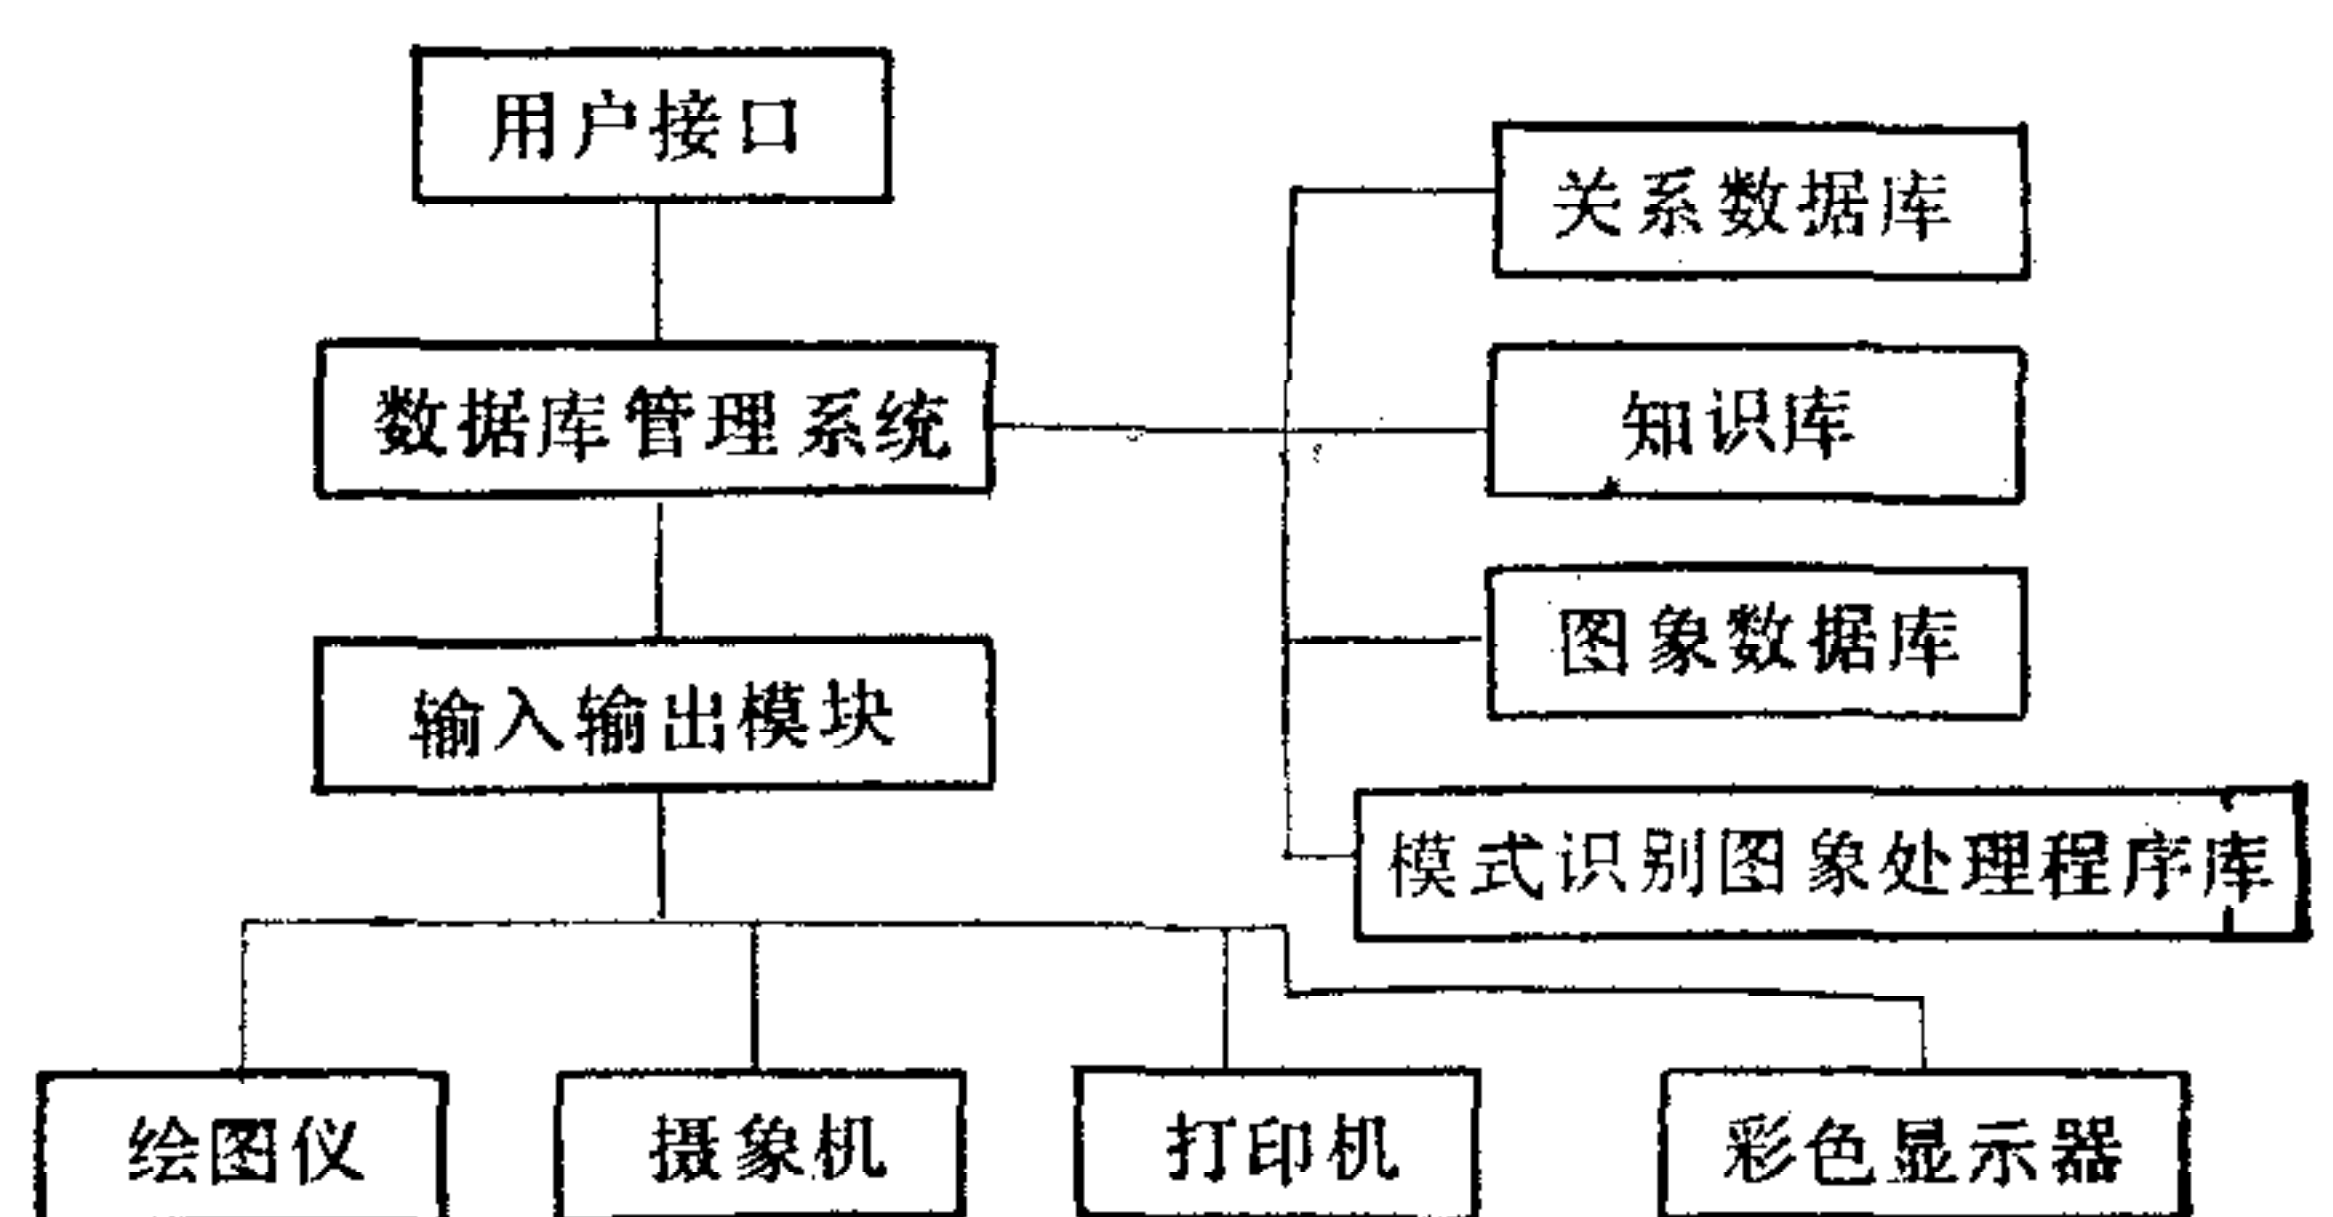 用户接口
关系数据库
数据库管理系统
知识库
图象数据库
输入输出模块
模式识别图象处理程序库
绘图仪
摄象机
打印机
彩色显示器